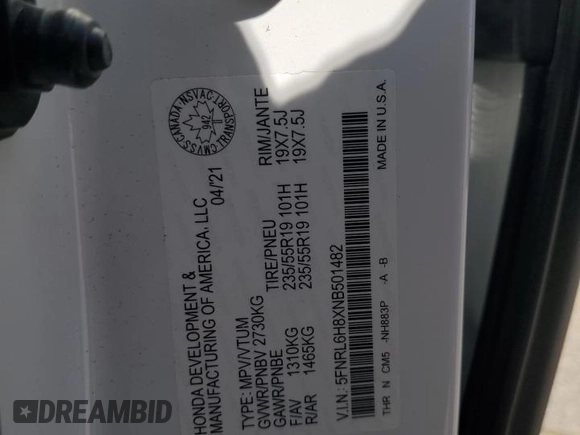 HONDA DEVELOPMENT &
MANUFACTURING OF AMERICA, LLC
04/21
CMVSS·CANADA·NSVAC·TRANSPORT
942
TYPE: MPV/VTUM
GVWR/PNBV 2730KG
GAWR/PNBE TIRE/PNEU RIM/JANTE
F/AV 1310KG 235/55R19 101H 19X7.5J
R/AR 1465KG 235/55R19 101H 19X7.5J
V.I.N.: 5FNRL6H8XNB501482
THR N CM5 -NH883P -A -B MADE IN U.S.A.
DREAMBID